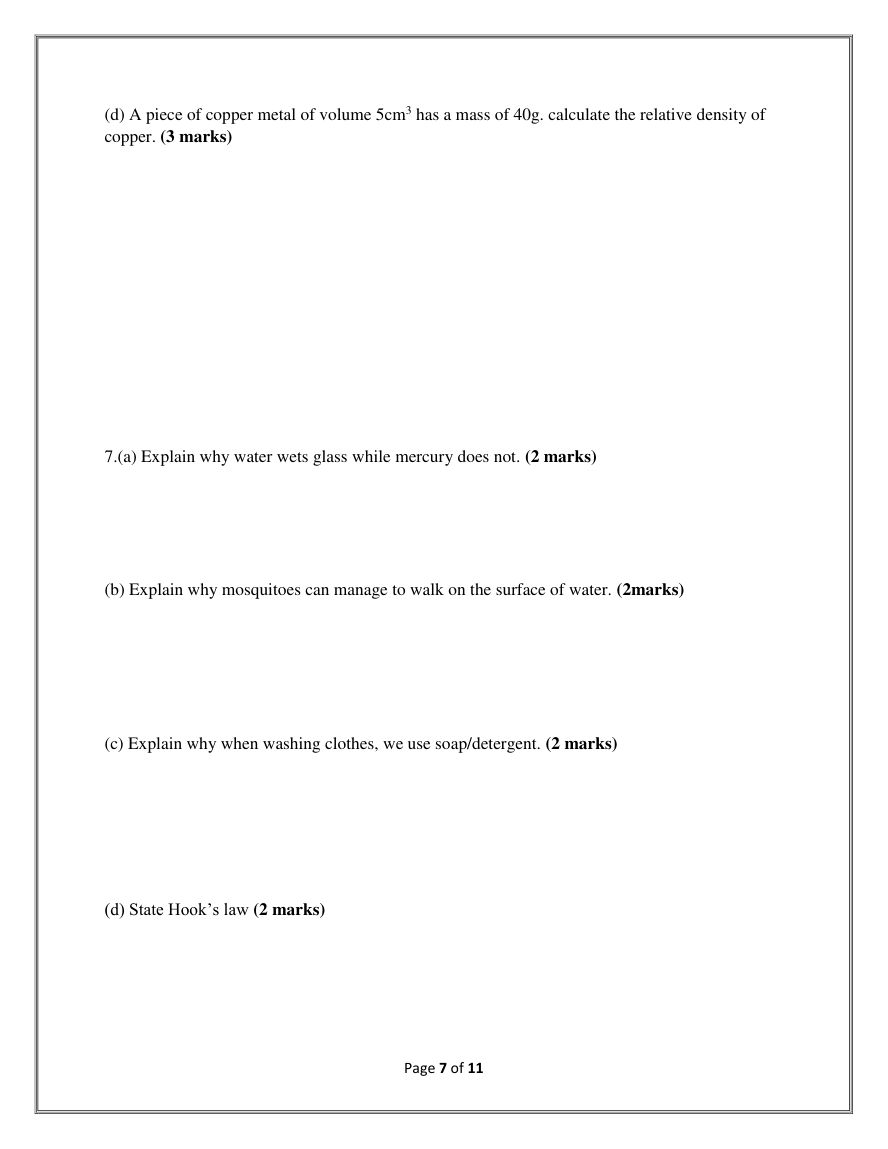 (d) A piece of copper metal of volume 5cm³ has a mass of 40g. calculate the relative density of
copper. (3 marks)
7.(a) Explain why water wets glass while mercury does not. (2 marks)
(b) Explain why mosquitoes can manage to walk on the surface of water. (2marks)
(c) Explain why when washing clothes, we use soap/detergent. (2 marks)
(d) State Hook’s law (2 marks)
Page 7 of 11